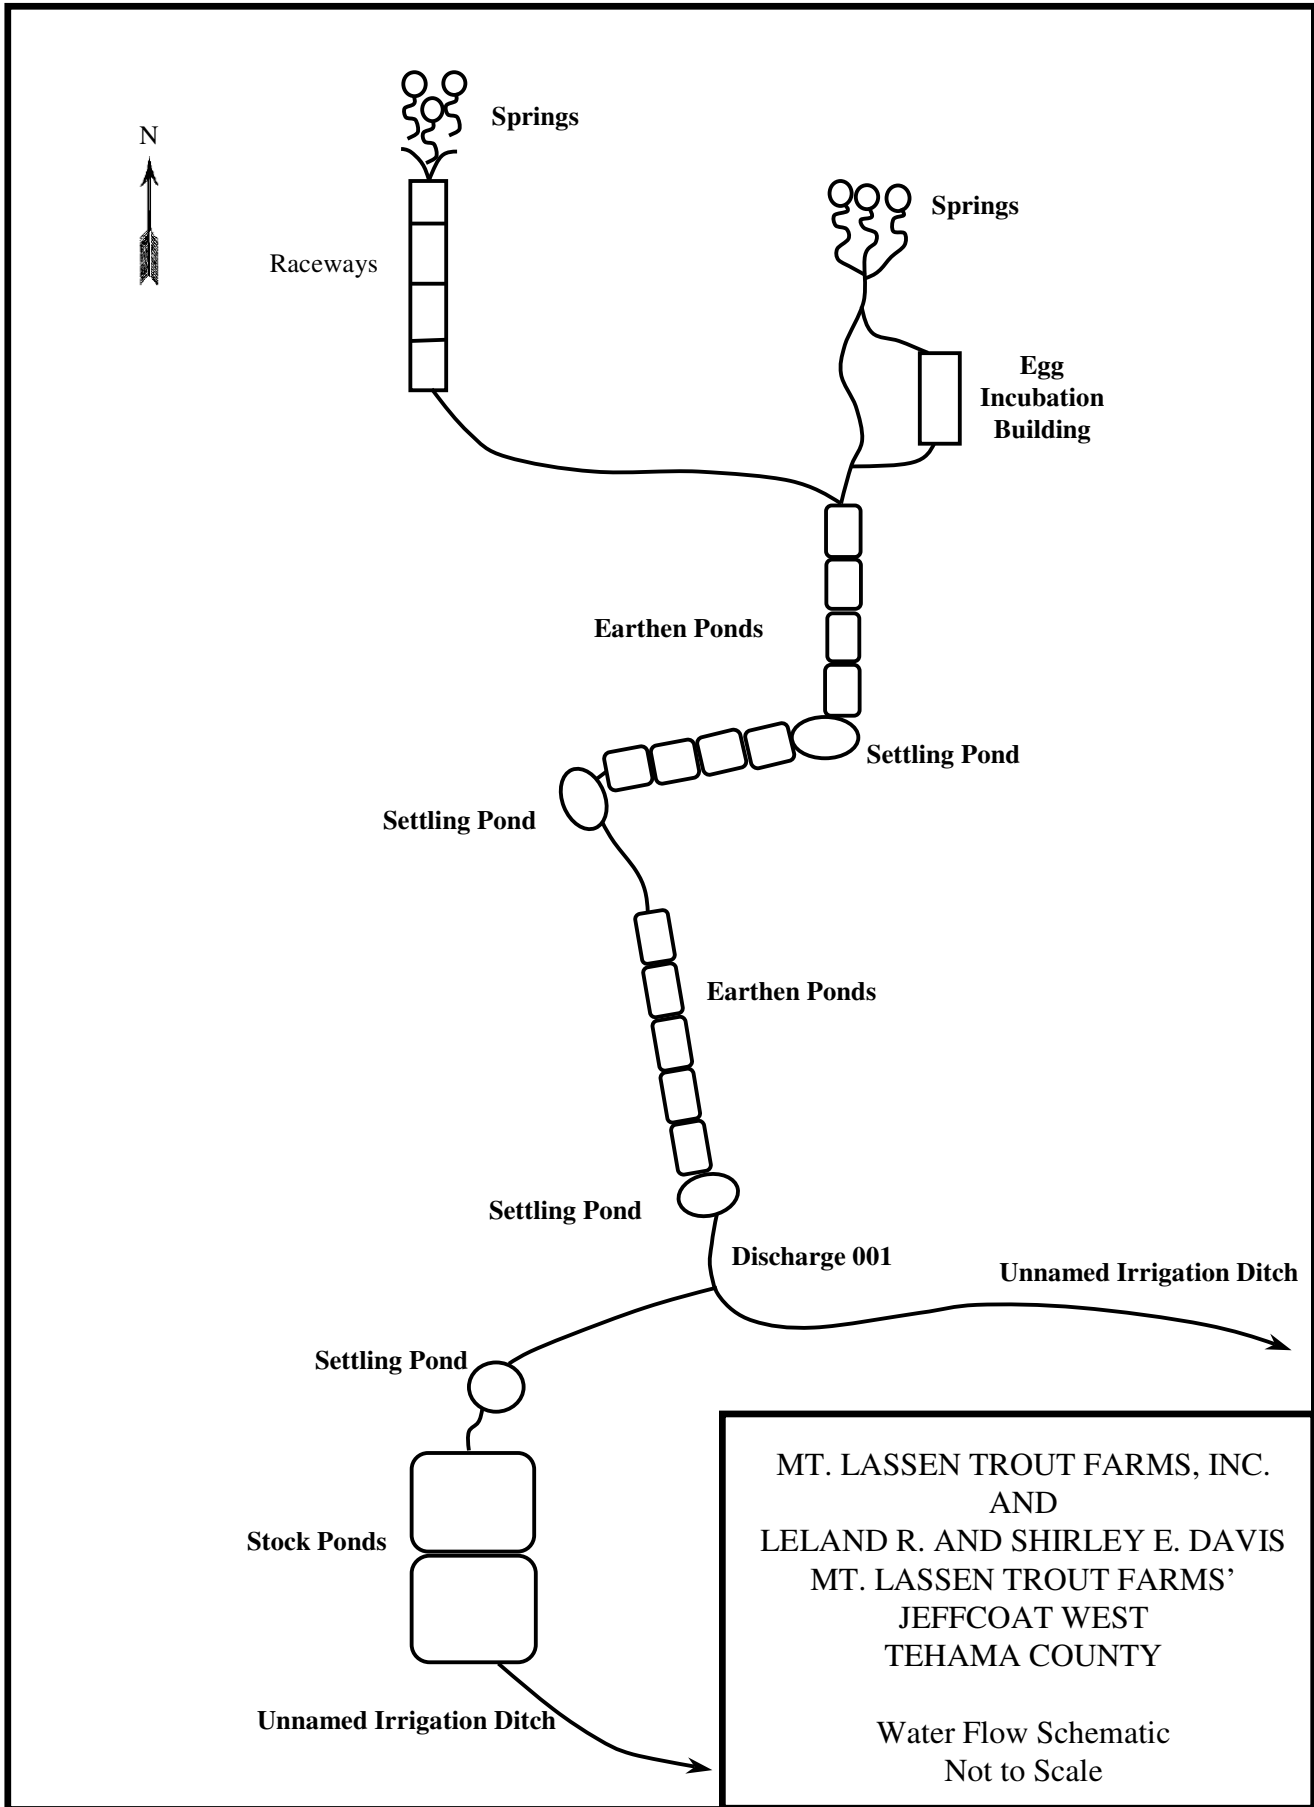 Springs
N
Springs
Raceways
Egg
Incubation
Building
Earthen Ponds
Settling Pond
Settling Pond
Earthen Ponds
Settling Pond
Discharge 001
Unnamed Irrigation Ditch
Settling Pond
Stock Ponds
Unnamed Irrigation Ditch
MT. LASSEN TROUT FARMS, INC.
AND
LELAND R. AND SHIRLEY E. DAVIS
MT. LASSEN TROUT FARMS’
JEFFCOAT WEST
TEHAMA COUNTY
Water Flow Schematic
Not to Scale